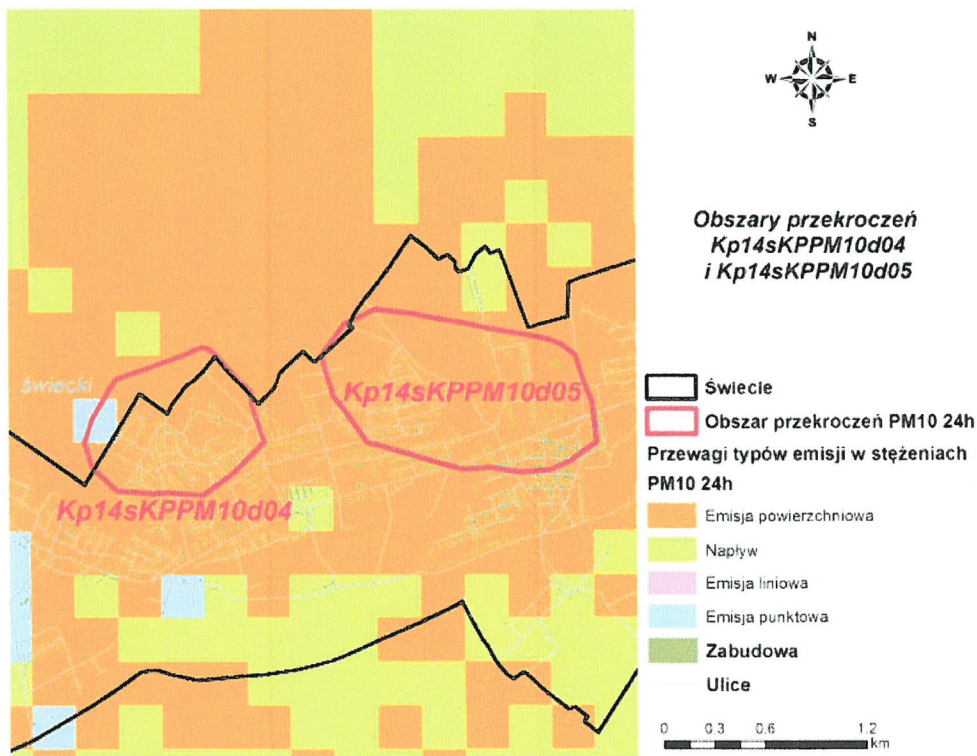 N
W E
S
Obszary przekroczeń
Kp14sKPPM10d04
i Kp14sKPPM10d05
świecki
Kp14sKPPM10d05
Kp14sKPPM10d04
Świecie
Obszar przekroczeń PM10 24h
Przewagi typów emisji w stężeniach
PM10 24h
Emisja powierzchniowa
Napływ
Emisja liniowa
Emisja punktowa
Zabudowa
Ulice
0 0.3 0.6 1.2
km